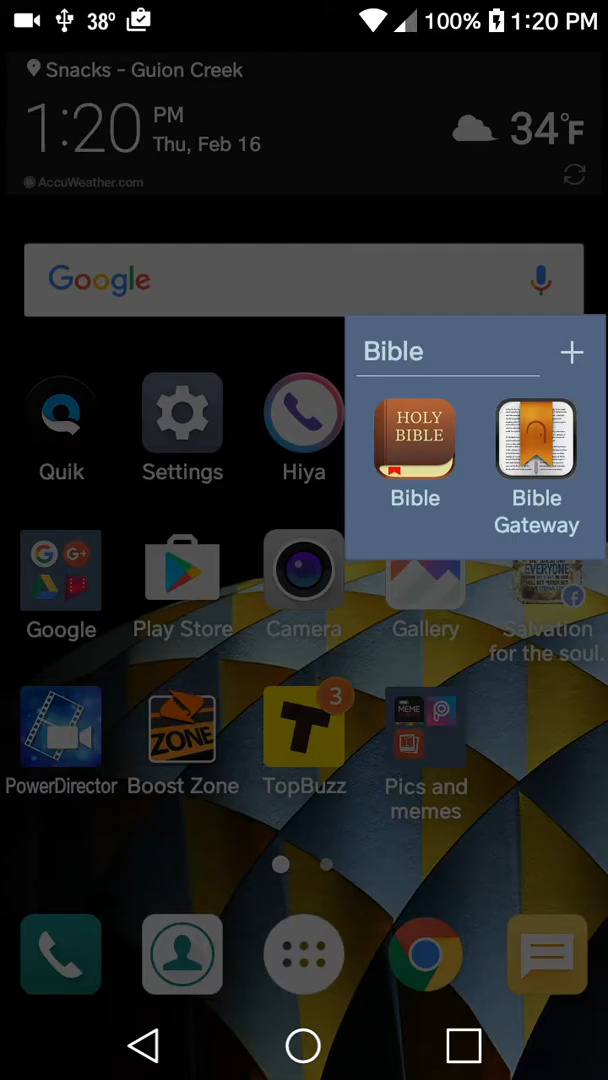 38º
100%
1:20 PM
Snacks - Guion Creek
1:20 PM
Thu, Feb 16
34°F
AccuWeather.com
Google
Bible
HOLY
BIBLE
Bible
Bible
Gateway
Quik
Settings
Hiya
Google
Play Store
Camera
Gallery
EVERYONE
Salvation
for the soul.
ZONE
3
MEME
PowerDirector
Boost Zone
TopBuzz
Pics and
memes